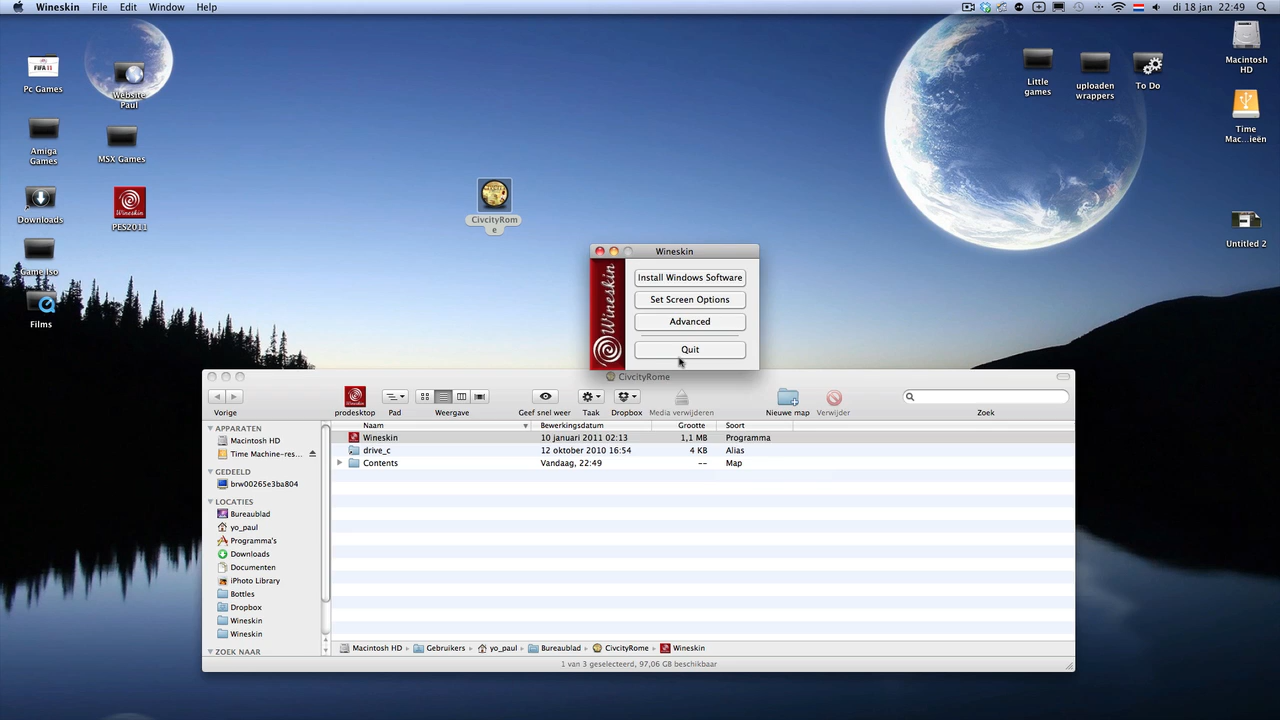 Wineskin File Edit Window Help
di 18 jan 22:49
FIFA 11
Pc Games
Website
Paul
Amiga
Games
MSX Games
Downloads
Wineskin
PES2011
Game Iso
Films
CivcityRom
e
Little
games
uploaden
wrappers
To Do
Macintosh
HD
Time
Mac...ieën
Untitled 2
Wineskin
Wineskin
Install Windows Software
Set Screen Options
Advanced
Quit
CivcityRome
Vorige
Wineskin
prodesktop
Pad
Weergave
Geef snel weer
Taak
Dropbox
Media verwijderen
Nieuwe map
Verwijder
Zoek
APPARATEN
Macintosh HD
Time Machine-res...
GEDEELD
brw00265e3ba804
LOCATIES
Bureaublad
yo_paul
Programma's
Downloads
Documenten
iPhoto Library
Bottles
Dropbox
Wineskin
Wineskin
ZOEK NAAR
Naam Bewerkingsdatum Grootte Soort
Wineskin 10 januari 2011 02:13 1,1 MB Programma
drive_c 12 oktober 2010 16:54 4 KB Alias
Contents Vandaag, 22:49 -- Map
Macintosh HD Gebruikers yo_paul Bureaublad CivcityRome Wineskin
1 van 3 geselecteerd, 97,06 GB beschikbaar